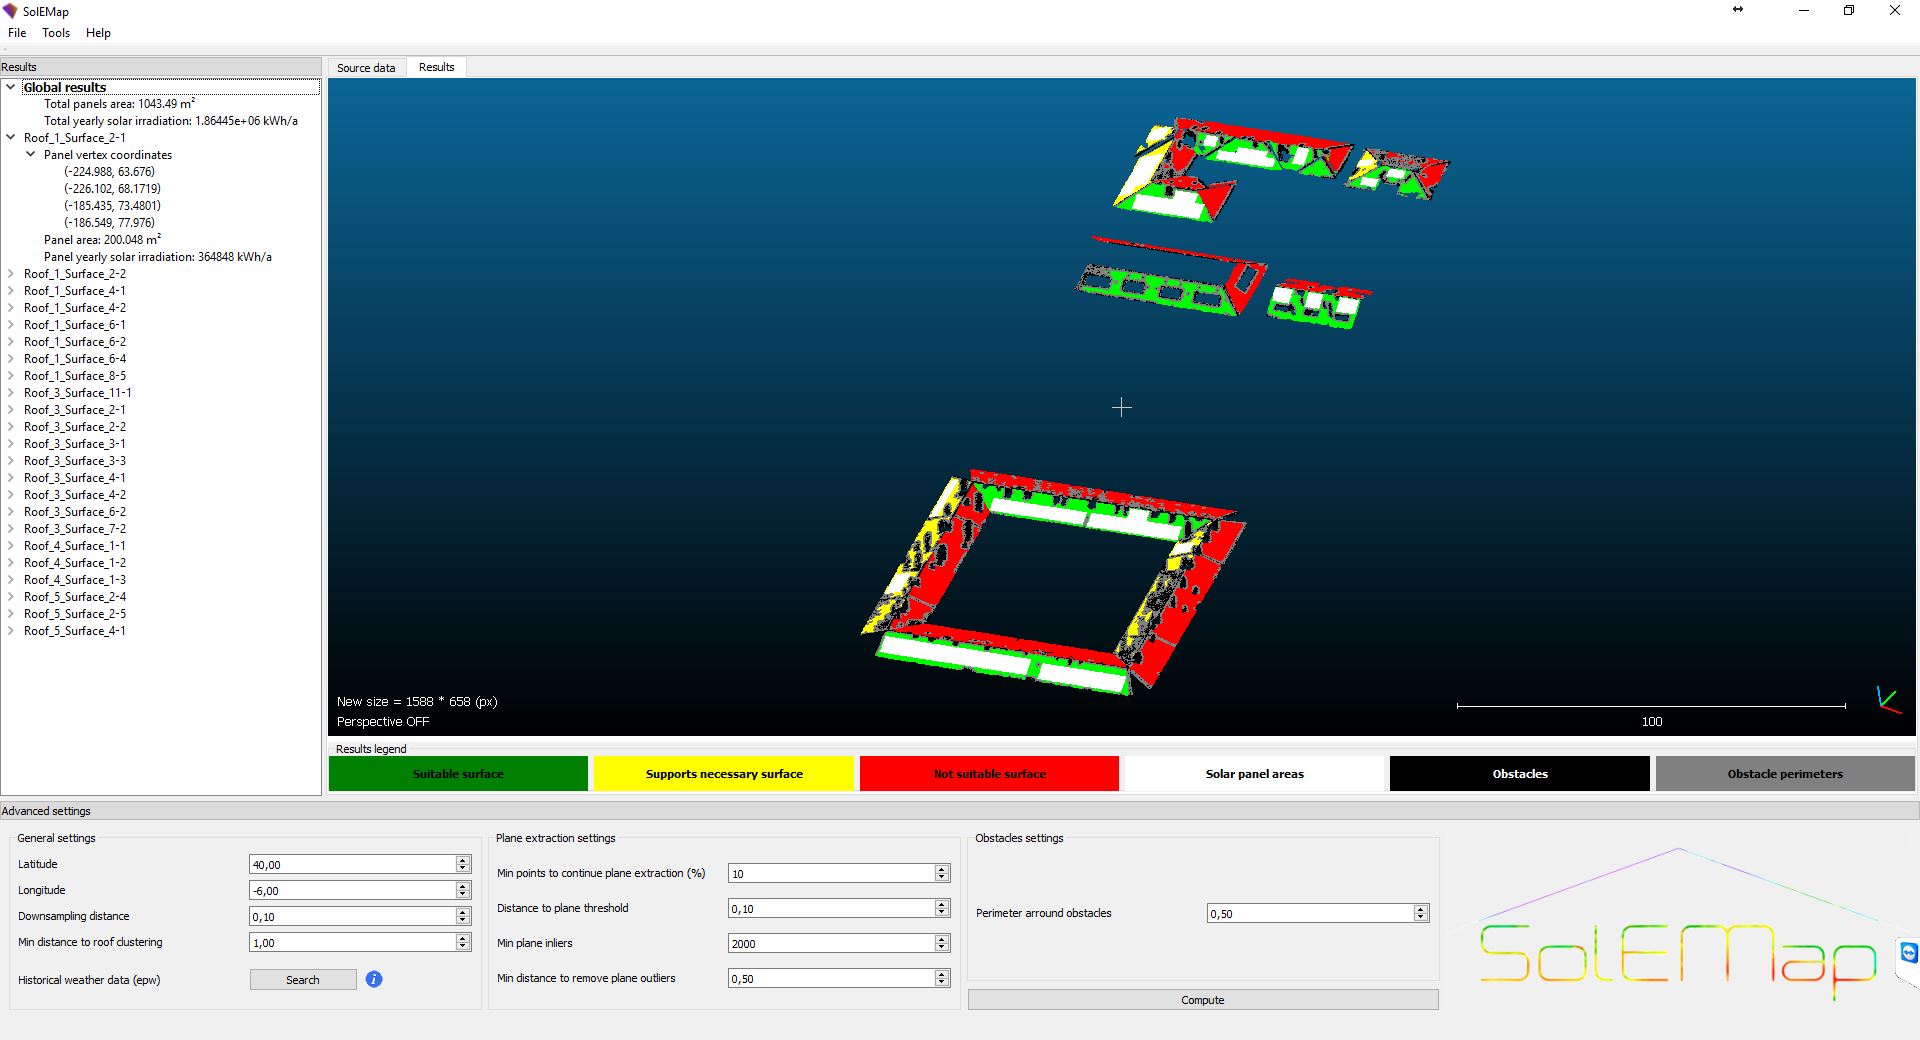 SolEMap
File Tools Help
Results
Source data Results
Global results
Total panels area: 1043.49 m²
Total yearly solar irradiation: 1.86445e+06 kWh/a
Roof_1_Surface_2-1
Panel vertex coordinates
(-224.988, 63.676)
(-226.102, 68.1719)
(-185.435, 73.4801)
(-186.549, 77.976)
Panel area: 200.048 m²
Panel yearly solar irradiation: 364848 kWh/a
Roof_1_Surface_2-2
Roof_1_Surface_4-1
Roof_1_Surface_4-2
Roof_1_Surface_6-1
Roof_1_Surface_6-2
Roof_1_Surface_6-4
Roof_1_Surface_8-5
Roof_3_Surface_11-1
Roof_3_Surface_2-1
Roof_3_Surface_2-2
Roof_3_Surface_3-1
Roof_3_Surface_3-3
Roof_3_Surface_4-1
Roof_3_Surface_4-2
Roof_3_Surface_6-2
Roof_3_Surface_7-2
Roof_4_Surface_1-1
Roof_4_Surface_1-2
Roof_4_Surface_1-3
Roof_5_Surface_2-4
Roof_5_Surface_2-5
Roof_5_Surface_4-1
New size = 1588 * 658 (px)
Perspective OFF
100
Results legend
Suitable surface
Supports necessary surface
Not suitable surface
Solar panel areas
Obstacles
Obstacle perimeters
Advanced settings
General settings
Latitude 40,00
Longitude -6,00
Downsampling distance 0,10
Min distance to roof clustering 1,00
Historical weather data (epw) Search i
Plane extraction settings
Min points to continue plane extraction (%) 10
Distance to plane threshold 0,10
Min plane inliers 2000
Min distance to remove plane outliers 0,50
Obstacles settings
Perimeter arround obstacles 0,50
Compute
SolEMap